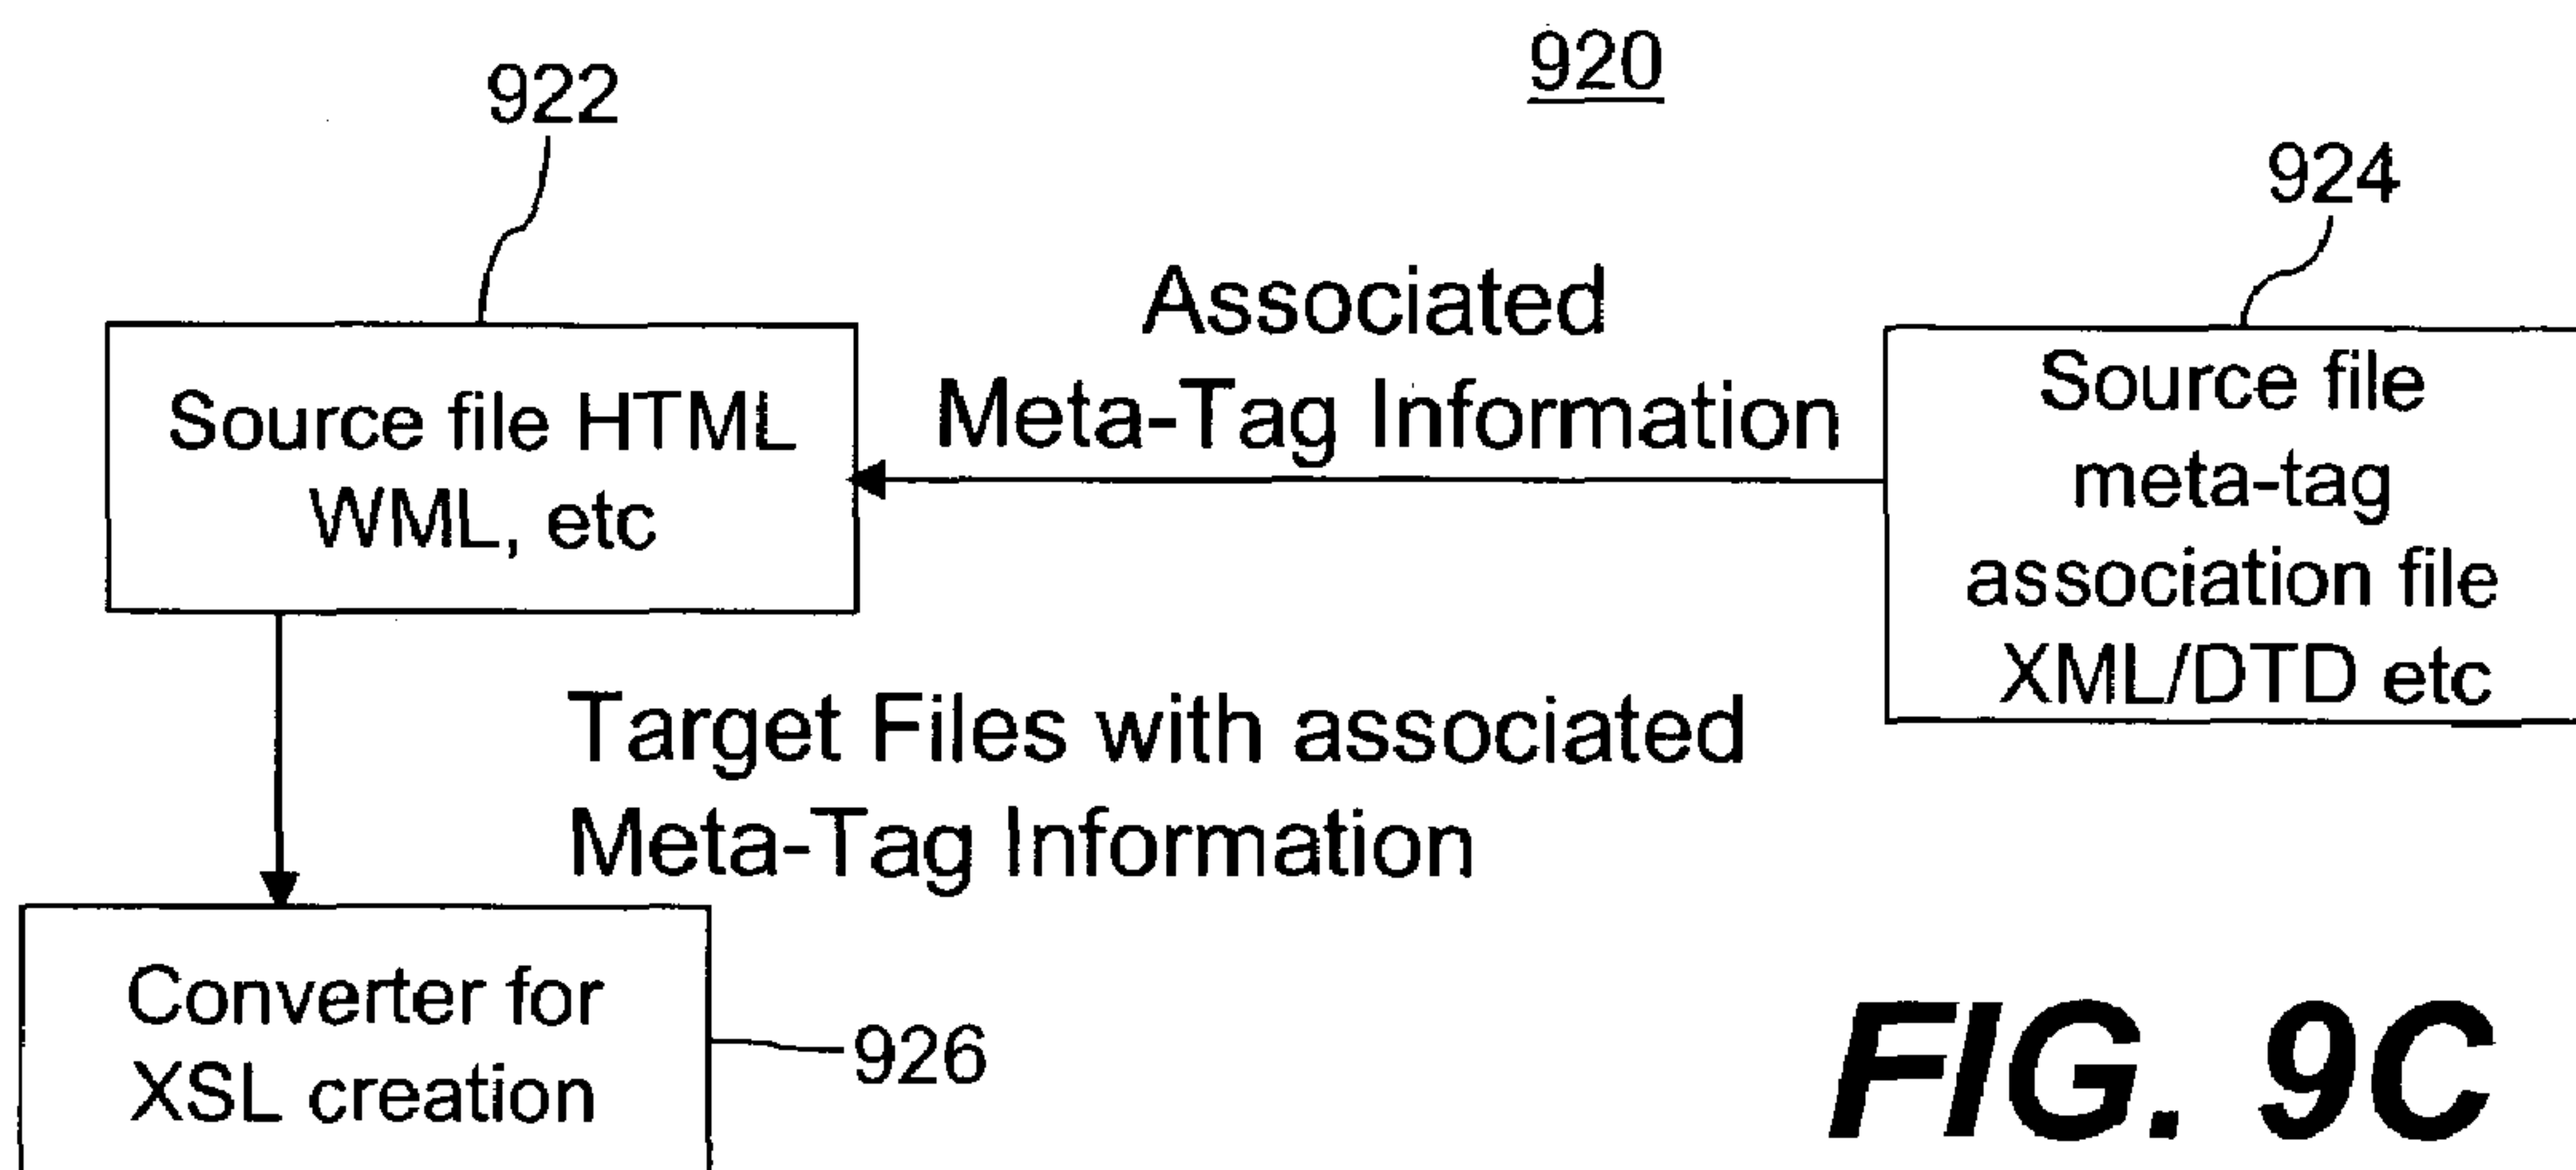 920
922
924
Associated
Meta-Tag Information
Source file HTML
WML, etc
Source file
meta-tag
association file
XML/DTD etc
Target Files with associated
Meta-Tag Information
Converter for
XSL creation
926
FIG. 9C